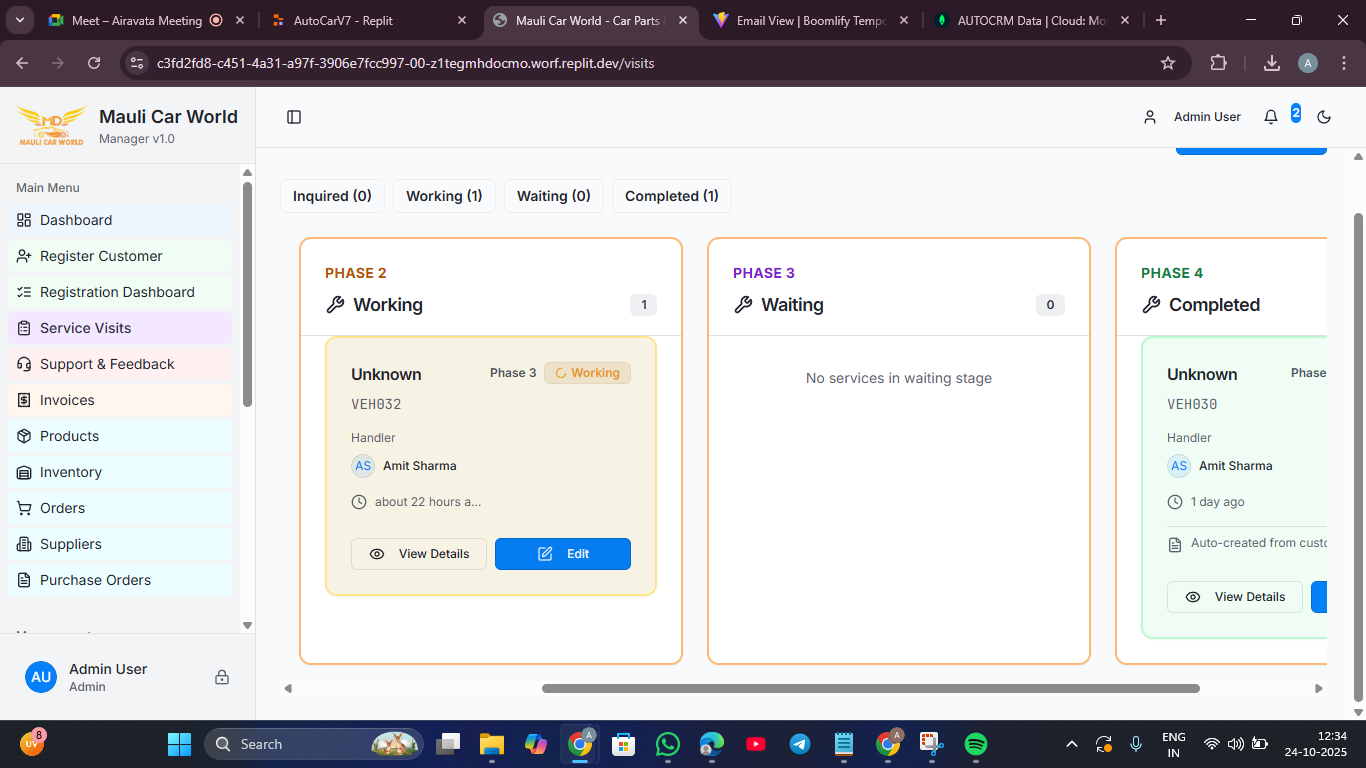 Meet – Airavata Meeting
AutoCarV7 - Replit
Mauli Car World - Car Parts
Email View | Boomlify Tempo
AUTOCRM Data | Cloud: Mo
c3fd2fd8-c451-4a31-a97f-3906e7fcc997-00-z1tegmhdocmo.worf.replit.dev/visits
A
MD
MAULI CAR WORLD
Mauli Car World
Manager v1.0
Admin User
2
Main Menu
Dashboard
Register Customer
Registration Dashboard
Service Visits
Support & Feedback
Invoices
Products
Inventory
Orders
Suppliers
Purchase Orders
AU
Admin User
Admin
Inquired (0)
Working (1)
Waiting (0)
Completed (1)
PHASE 2
Working
1
Unknown
Phase 3
Working
VEH032
Handler
AS
Amit Sharma
about 22 hours a...
View Details
Edit
PHASE 3
Waiting
0
No services in waiting stage
PHASE 4
Completed
Unknown
Phase
VEH030
Handler
AS
Amit Sharma
1 day ago
Auto-created from custo
View Details
UV
8
Search
A
A
ENG
IN
12:34
24-10-2025